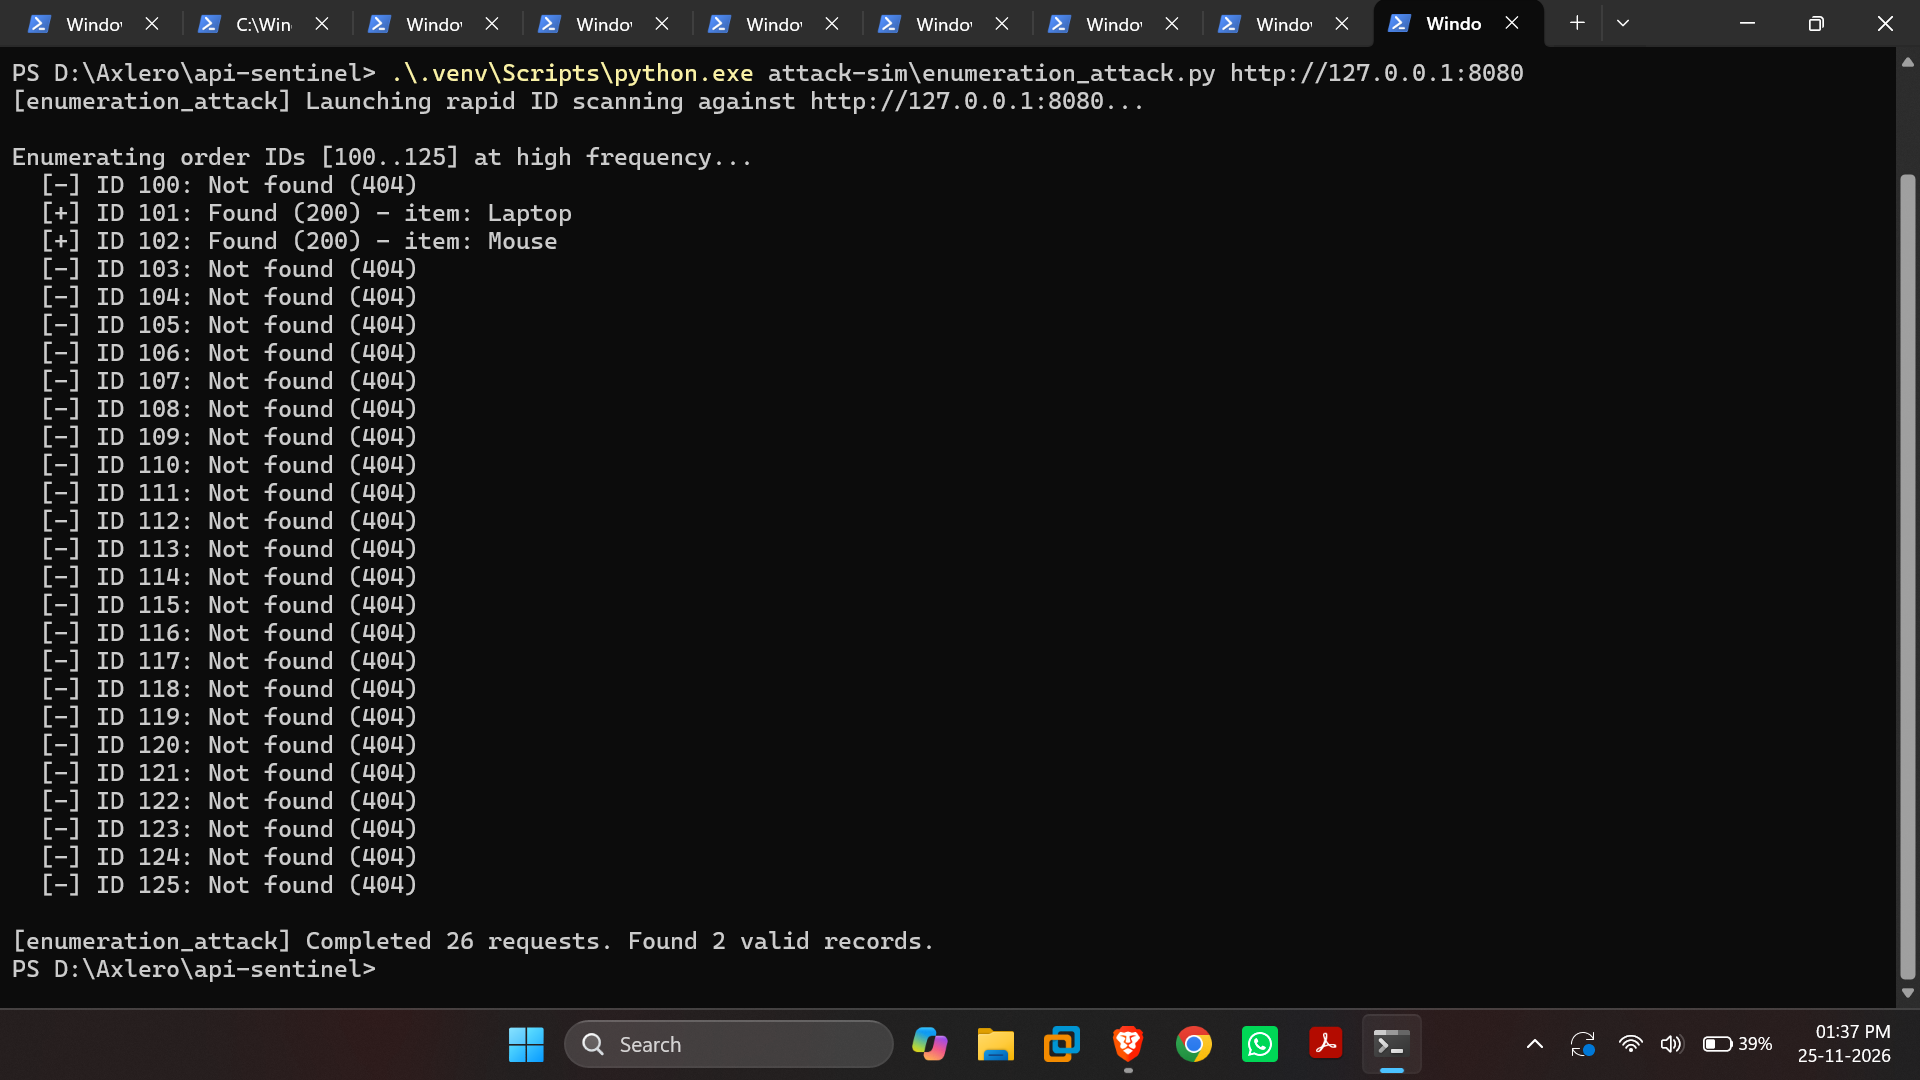 Window
C:\Win
Window
Window
Window
Window
Window
Window
Windo
PS D:\Axlero\api-sentinel> .\.venv\Scripts\python.exe attack-sim\enumeration_attack.py http://127.0.0.1:8080
[enumeration_attack] Launching rapid ID scanning against http://127.0.0.1:8080...
Enumerating order IDs [100..125] at high frequency...
[-] ID 100: Not found (404)
[+] ID 101: Found (200) - item: Laptop
[+] ID 102: Found (200) - item: Mouse
[-] ID 103: Not found (404)
[-] ID 104: Not found (404)
[-] ID 105: Not found (404)
[-] ID 106: Not found (404)
[-] ID 107: Not found (404)
[-] ID 108: Not found (404)
[-] ID 109: Not found (404)
[-] ID 110: Not found (404)
[-] ID 111: Not found (404)
[-] ID 112: Not found (404)
[-] ID 113: Not found (404)
[-] ID 114: Not found (404)
[-] ID 115: Not found (404)
[-] ID 116: Not found (404)
[-] ID 117: Not found (404)
[-] ID 118: Not found (404)
[-] ID 119: Not found (404)
[-] ID 120: Not found (404)
[-] ID 121: Not found (404)
[-] ID 122: Not found (404)
[-] ID 123: Not found (404)
[-] ID 124: Not found (404)
[-] ID 125: Not found (404)
[enumeration_attack] Completed 26 requests. Found 2 valid records.
PS D:\Axlero\api-sentinel>
Search
39%
01:37 PM
25-11-2026